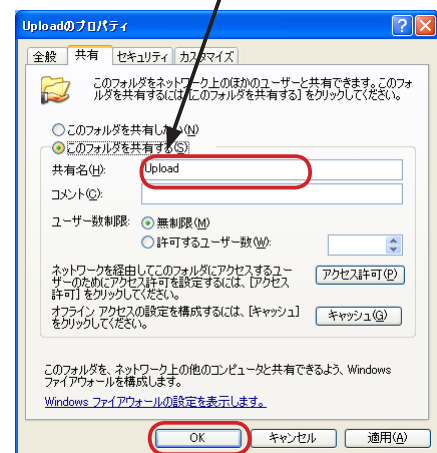 Uploadのプロパティ
全般 共有 セキュリティ カスタマイズ
このフォルダをネットワーク上のほかのユーザーと共有できます。このフォ
ルダを共有するには、[このフォルダを共有する] をクリックしてください。
このフォルダを共有しない(N)
このフォルダを共有する(S)
共有名(H): Upload
コメント(C):
ユーザー数制限: 無制限(M)
許可するユーザー数(W):
ネットワークを経由してこのフォルダにアクセスするユー
ザーのためにアクセス許可を設定するには、[アクセス
許可] をクリックしてください。
アクセス許可(P)
オフライン アクセスの設定を構成するには、[キャッシュ]
をクリックしてください。
キャッシュ(G)
このフォルダを、ネットワーク上の他のコンピュータと共有できるよう、Windows
ファイアウォールを構成します。
Windows ファイアウォールの設定を表示します。
OK キャンセル 適用(A)